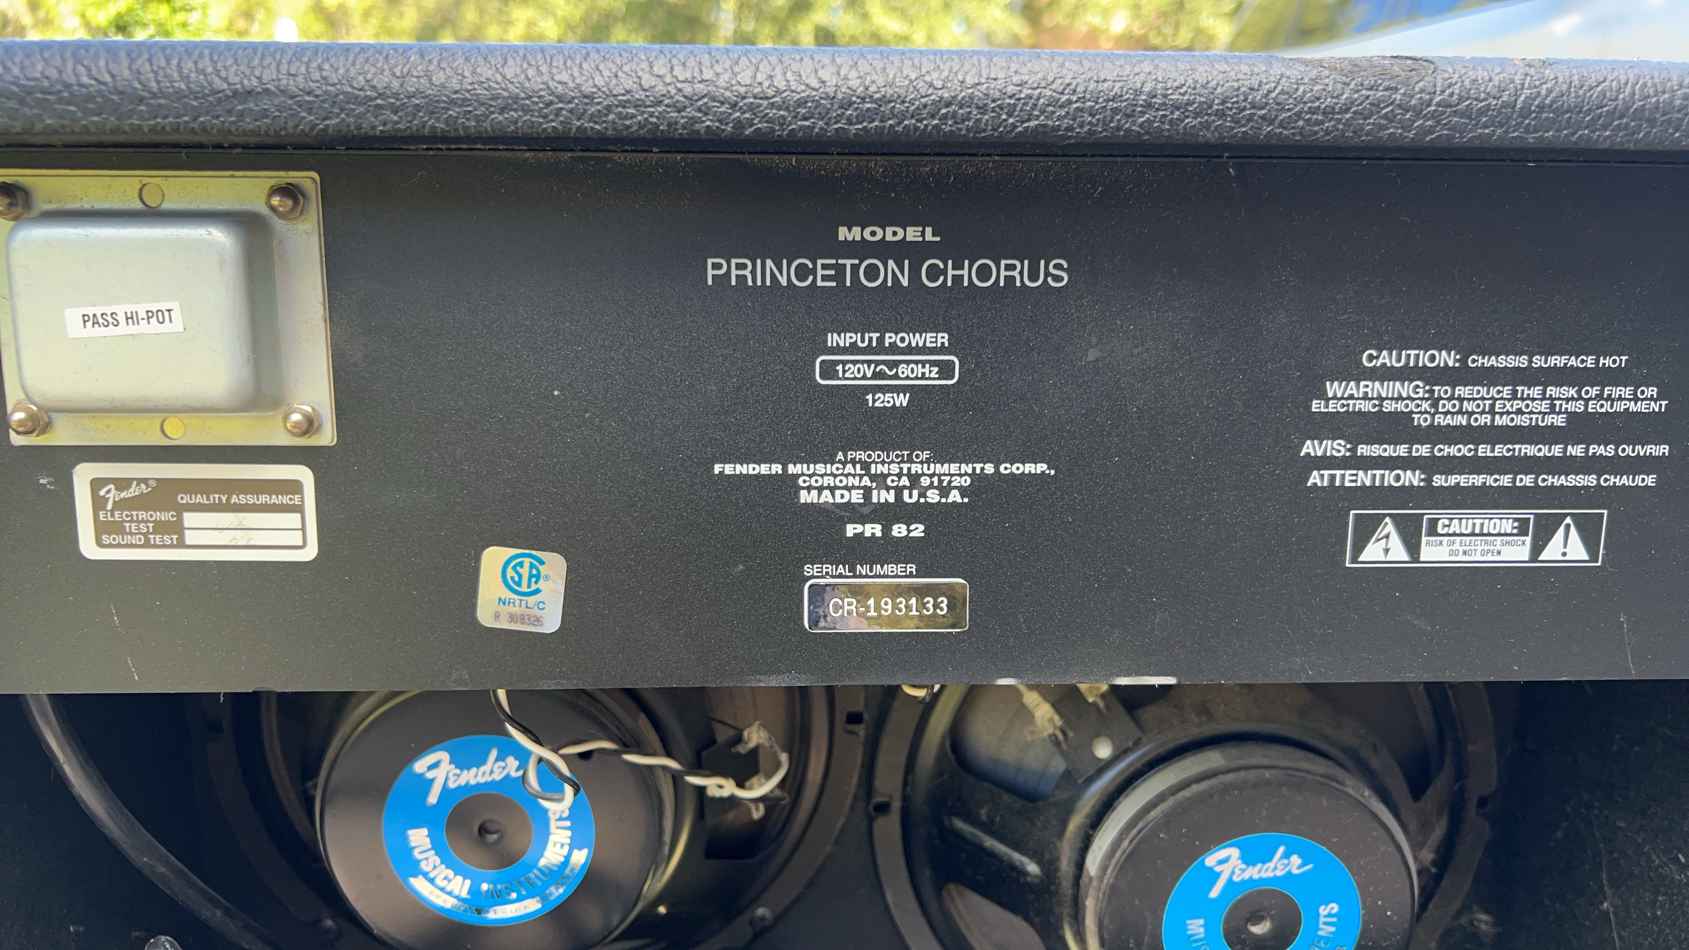 MODEL
PRINCETON CHORUS
INPUT POWER
120V～60Hz
125W
A PRODUCT OF:
FENDER MUSICAL INSTRUMENTS CORP.,
CORONA, CA 91720
MADE IN U.S.A.
PR 82
SERIAL NUMBER
CR-193133
PASS HI-POT
Fender®
QUALITY ASSURANCE
ELECTRONIC
TEST
SOUND TEST
SA®
NRTL/C
R 308326
CAUTION: CHASSIS SURFACE HOT
WARNING: TO REDUCE THE RISK OF FIRE OR
ELECTRIC SHOCK, DO NOT EXPOSE THIS EQUIPMENT
TO RAIN OR MOISTURE
AVIS: RISQUE DE CHOC ELECTRIQUE NE PAS OUVRIR
ATTENTION: SUPERFICIE DE CHASSIS CHAUDE
CAUTION:
RISK OF ELECTRIC SHOCK
DO NOT OPEN
Fender
MUSICAL INSTRUMENTS
Fender